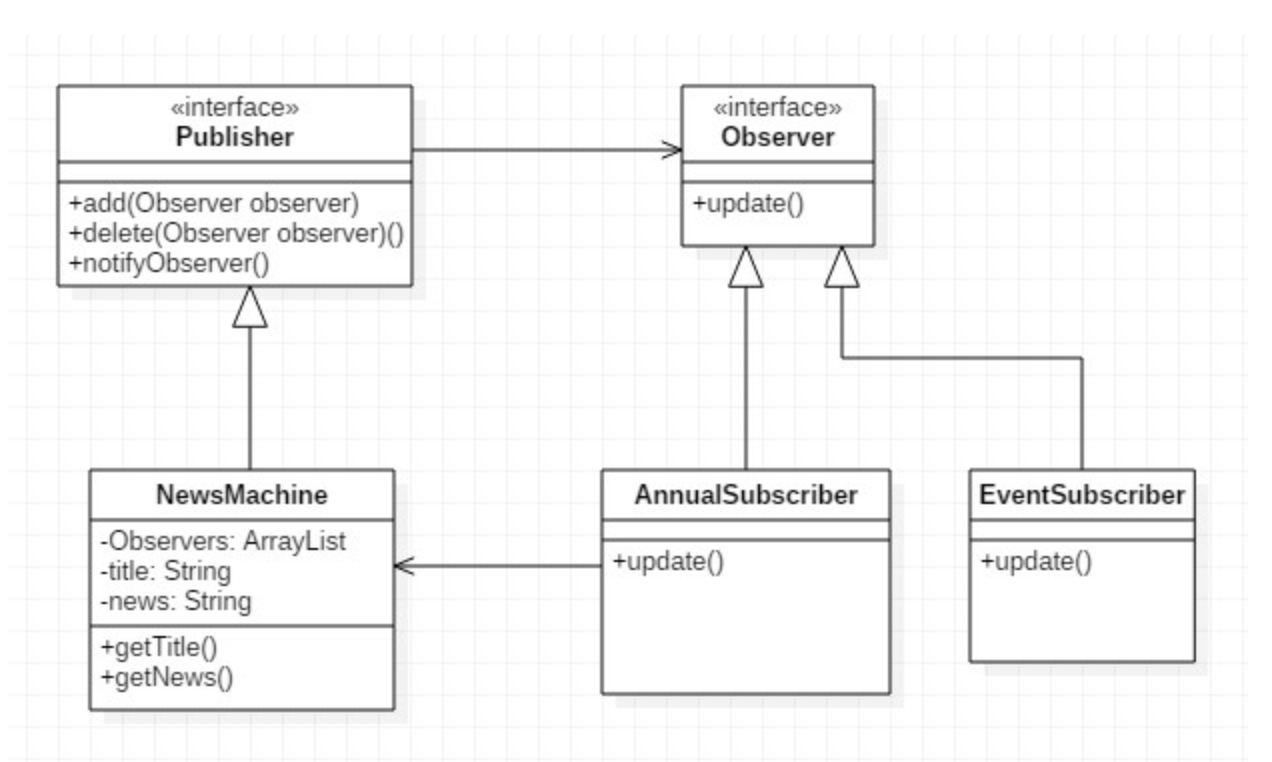 «interface»
Publisher
+add(Observer observer)
+delete(Observer observer)()
+notifyObserver()
«interface»
Observer
+update()
NewsMachine
-Observers: ArrayList
-title: String
-news: String
+getTitle()
+getNews()
AnnualSubscriber
+update()
EventSubscriber
+update()